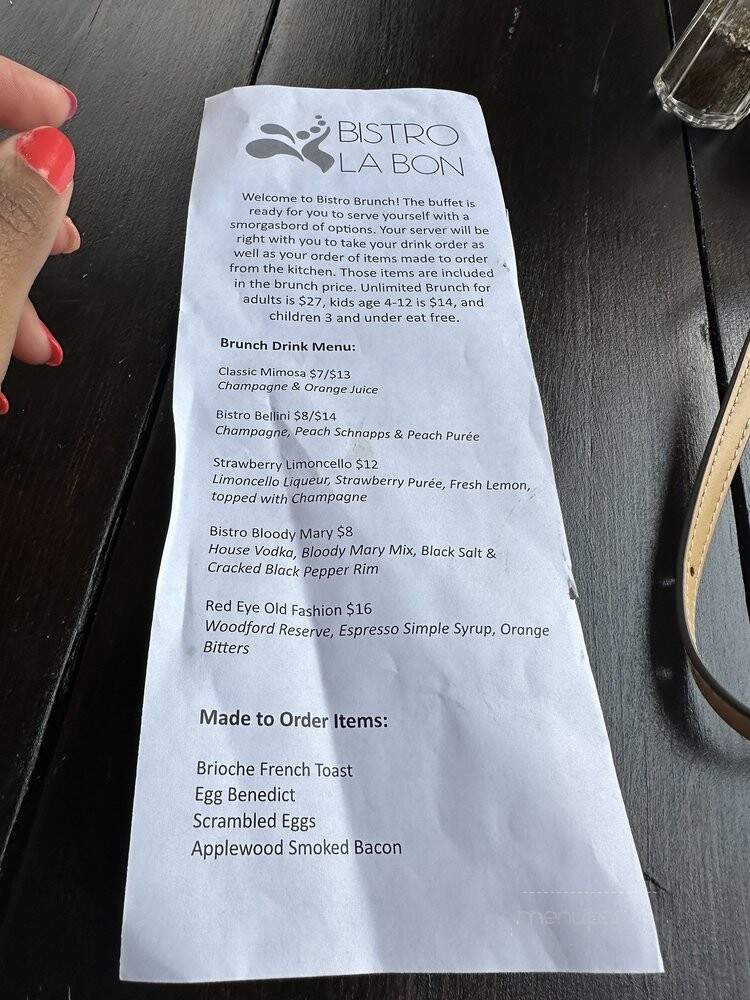 BISTRO
LA BON
Welcome to Bistro Brunch! The buffet is
ready for you to serve yourself with a
smorgasbord of options. Your server will be
right with you to take your drink order as
well as your order of items made to order
from the kitchen. Those items are included
in the brunch price. Unlimited Brunch for
adults is $27, kids age 4-12 is $14, and
children 3 and under eat free.
Brunch Drink Menu:
Classic Mimosa $7/$13
Champagne & Orange Juice
Bistro Bellini $8/$14
Champagne, Peach Schnapps & Peach Purée
Strawberry Limoncello $12
Limoncello Liqueur, Strawberry Purée, Fresh Lemon,
topped with Champagne
Bistro Bloody Mary $8
House Vodka, Bloody Mary Mix, Black Salt &
Cracked Black Pepper Rim
Red Eye Old Fashion $16
Woodford Reserve, Espresso Simple Syrup, Orange
Bitters
Made to Order Items:
Brioche French Toast
Egg Benedict
Scrambled Eggs
Applewood Smoked Bacon